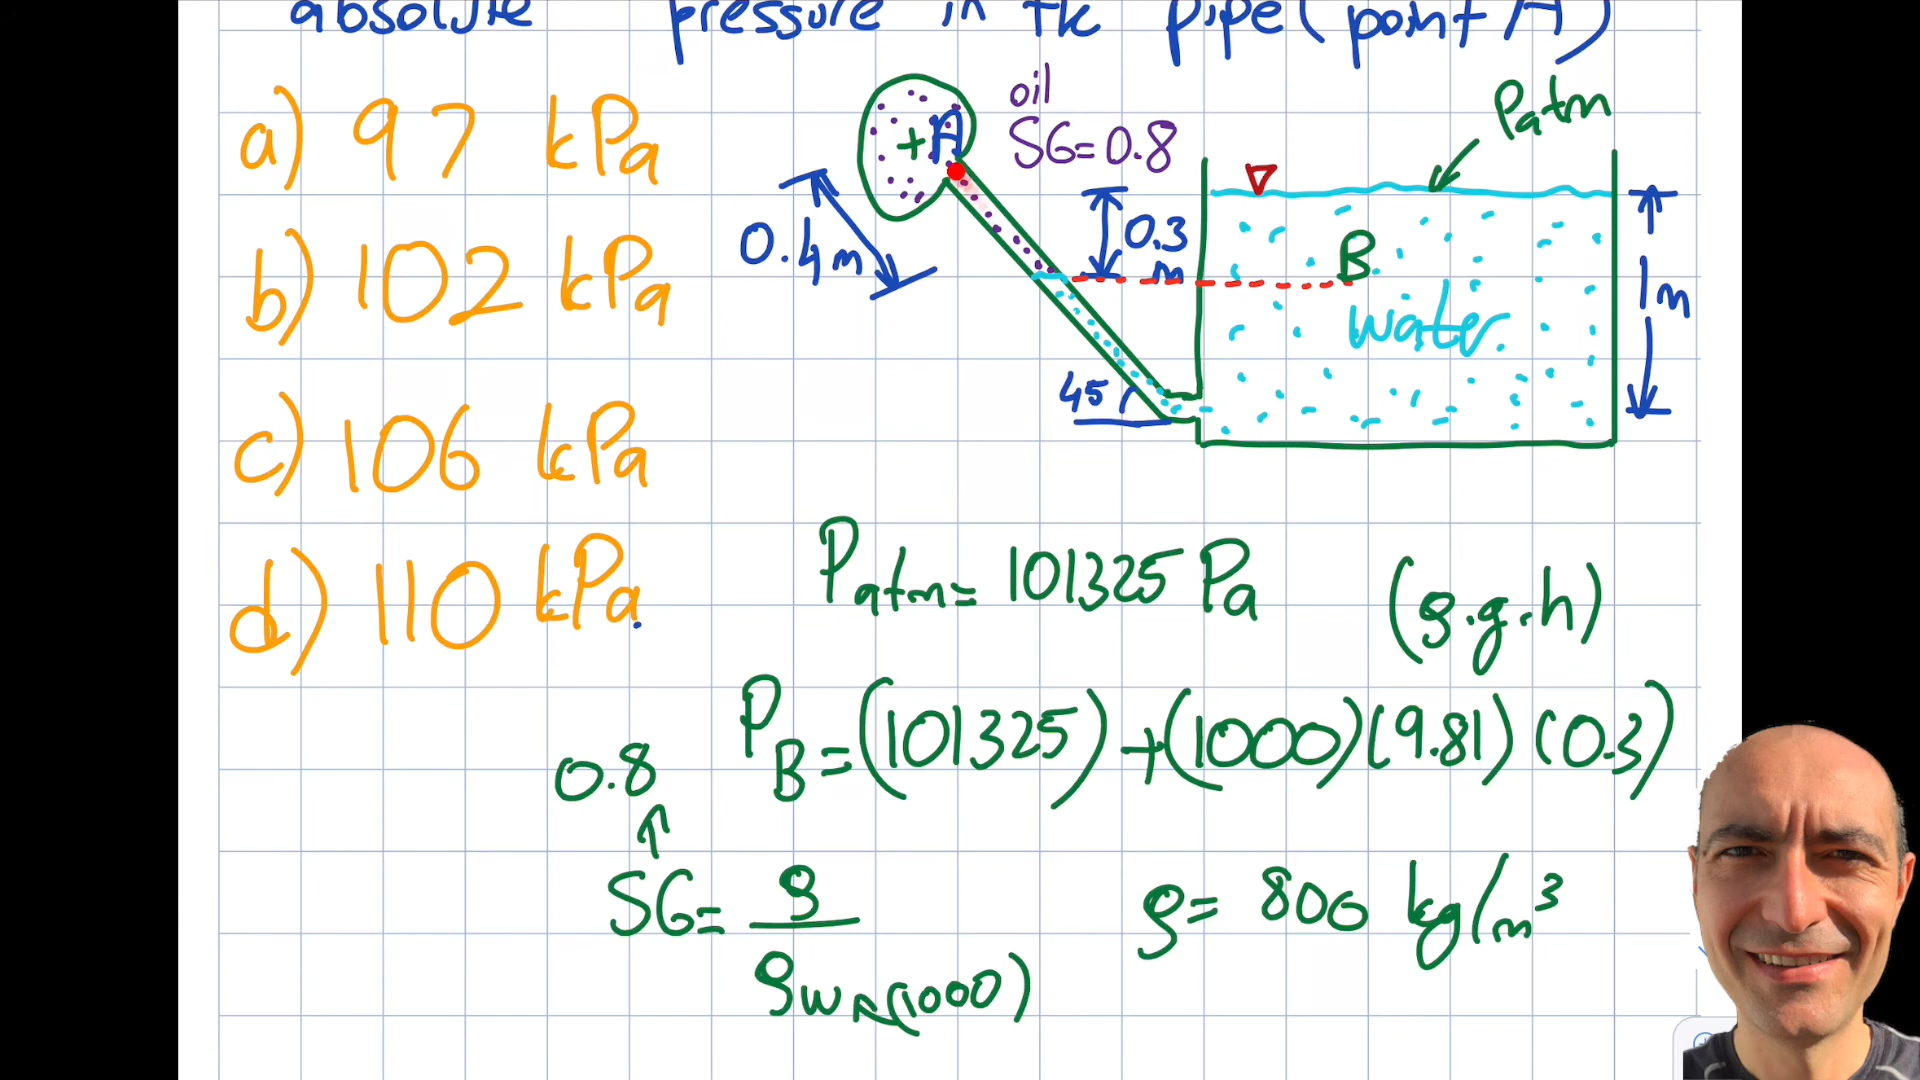 absolute pressure in the pipe (point A)
a) 97 kPa
b) 102 kPa
c) 106 kPa
d) 110 kPa
oil
SG=0.8
+A
0.4m
0.3
m
45
Patm
B
water
1m
Patm= 101325 Pa
(ρ.g.h)
PB=(101325)+(1000)(9.81)(0.3)
0.8
SG= ρ
ρw (1000)
ρ= 800 kg/m³